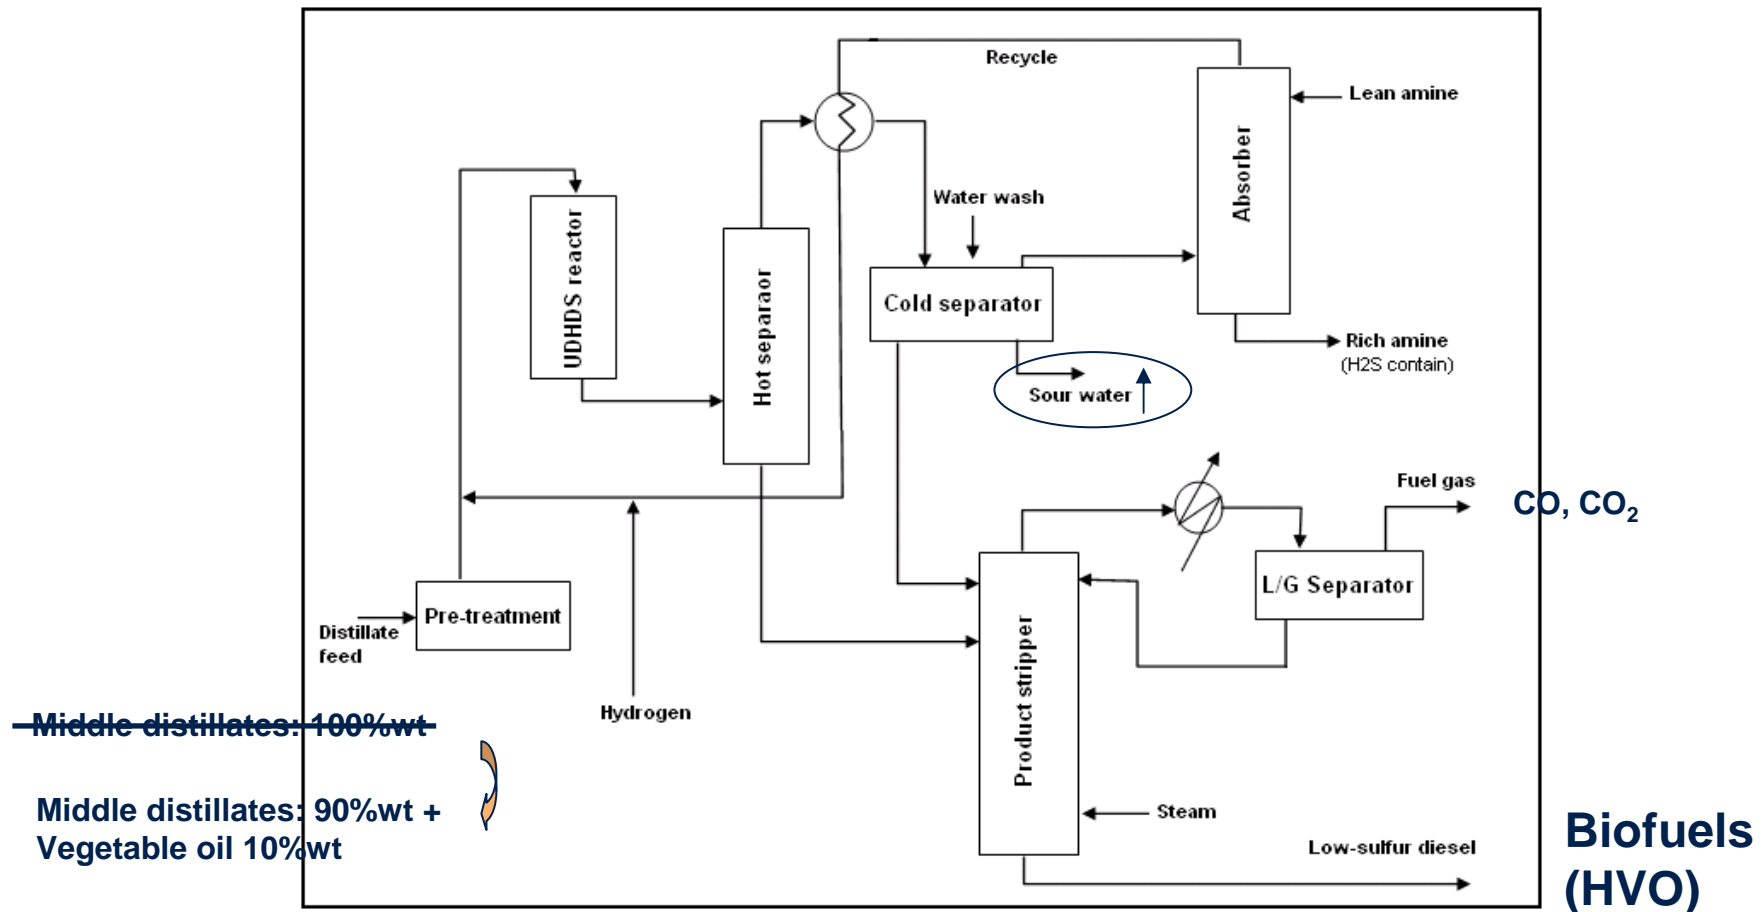 Recycle
Lean amine
Absorber
Water wash
UDHDS reactor
Hot separaor
Cold separator
Rich amine
(H2S contain)
Sour water
Fuel gas
CO, CO2
L/G Separator
Pre-treatment
Distillate
feed
Product stripper
Hydrogen
Middle distillates: 100%wt
Middle distillates: 90%wt +
Vegetable oil 10%wt
Steam
Low-sulfur diesel
Biofuels
(HVO)